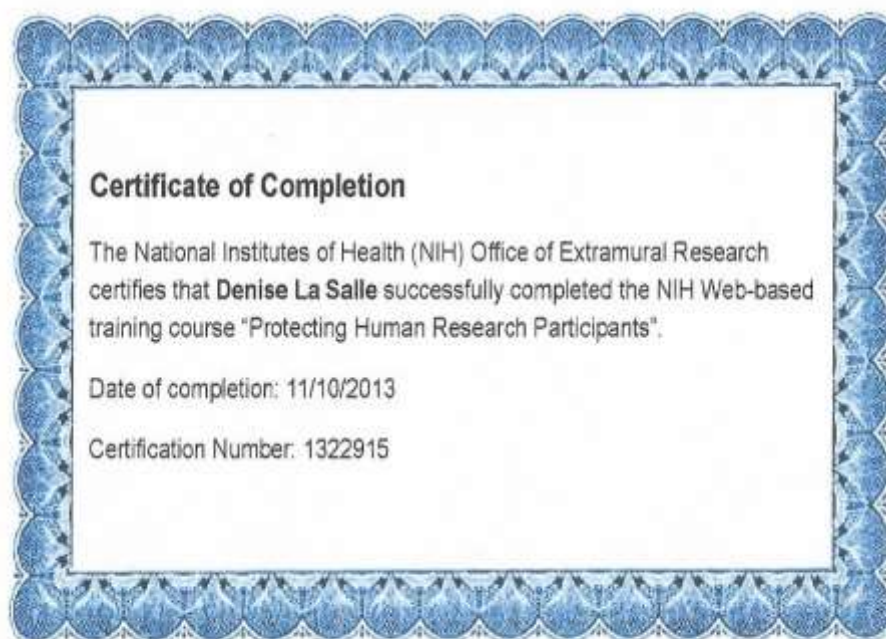 Certificate of Completion
The National Institutes of Health (NIH) Office of Extramural Research
certifies that Denise La Salle successfully completed the NIH Web-based
training course “Protecting Human Research Participants”.
Date of completion: 11/10/2013
Certification Number: 1322915